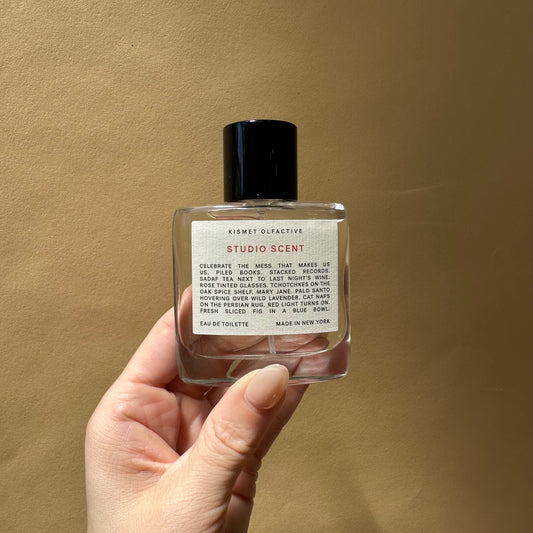 KISMET OLFACTIVE
STUDIO SCENT
CELEBRATE THE MESS THAT MAKES US
US. PILED BOOKS. STACKED RECORDS.
SADAF TEA NEXT TO LAST NIGHT'S WINE.
ROSE TINTED GLASSES. TCHOTCHKES ON THE
OAK SPICE SHELF. MARY JANE. PALO SANTO
HOVERING OVER WILD LAVENDER. CAT NAPS
ON THE PERSIAN RUG. RED LIGHT TURNS ON.
FRESH SLICED FIG IN A BLUE BOWL.
EAU DE TOILETTE MADE IN NEW YORK